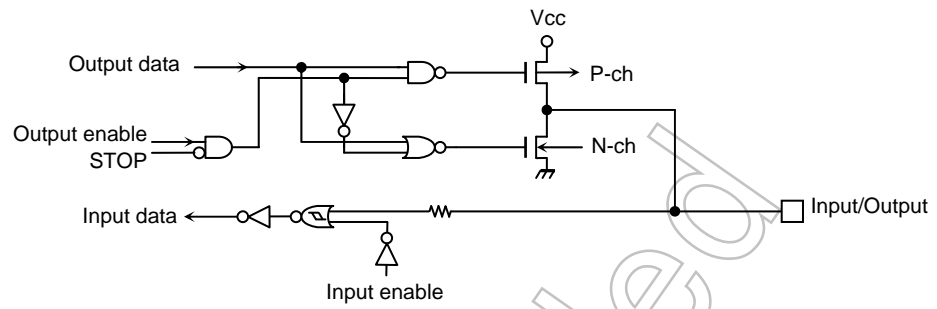 Vcc
Output data
P-ch
Output enable
STOP
N-ch
Input data
Input/Output
Input enable